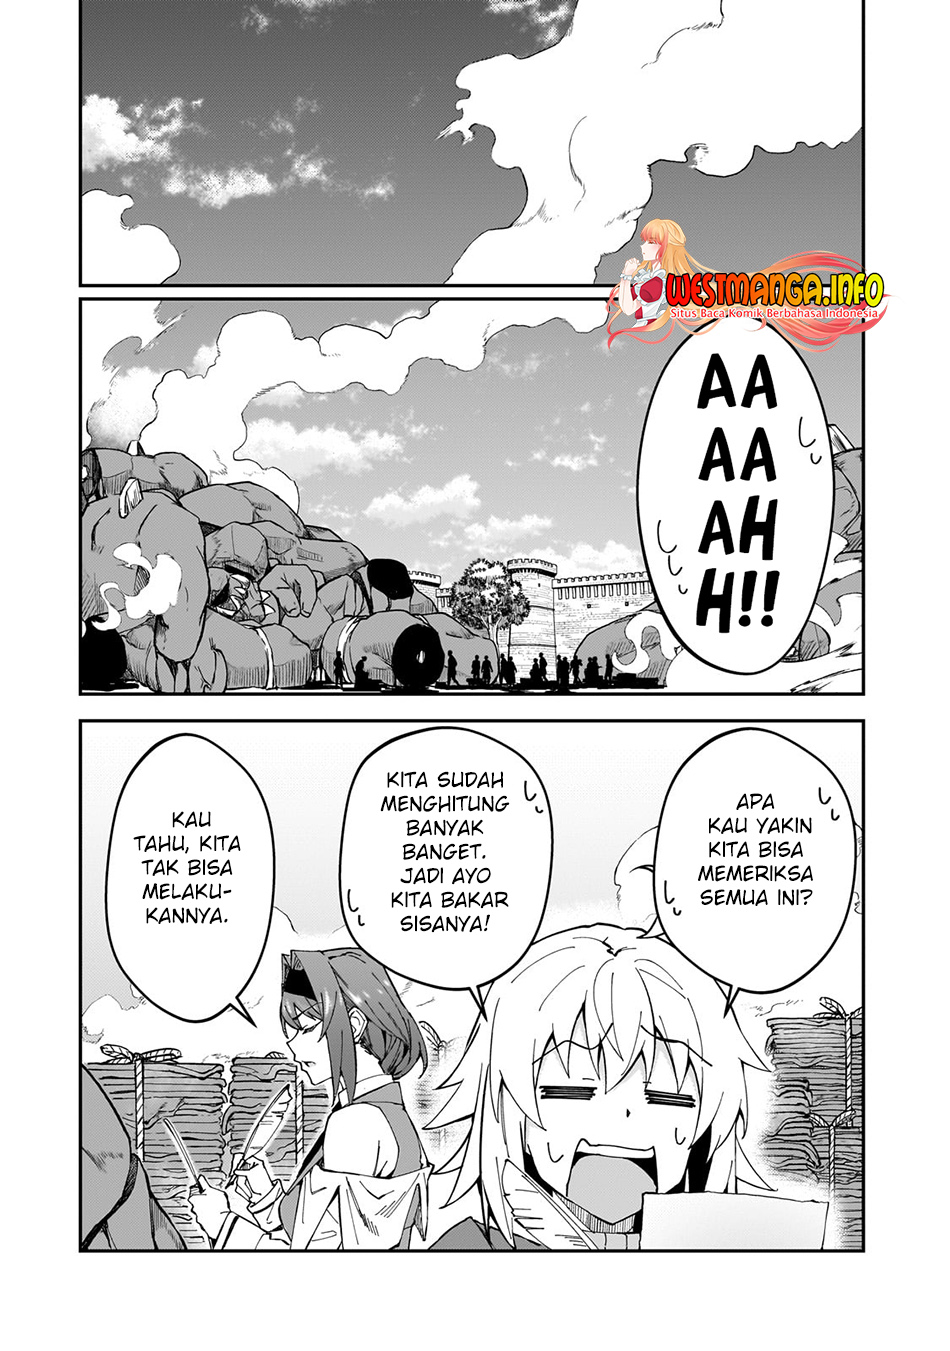 WESTMANGA.INFO
Situs Baca Komik Berbahasa Indonesia
AA
AA
AH
H!!
APA
KAU YAKIN
KITA BISA
MEMERIKSA
SEMUA INI?
KITA SUDAH
MENGHITUNG
BANYAK
BANGET.
JADI AYO
KITA BAKAR
SISANYA!
KAU
TAHU, KITA
TAK BISA
MELAKU-
KANNYA.